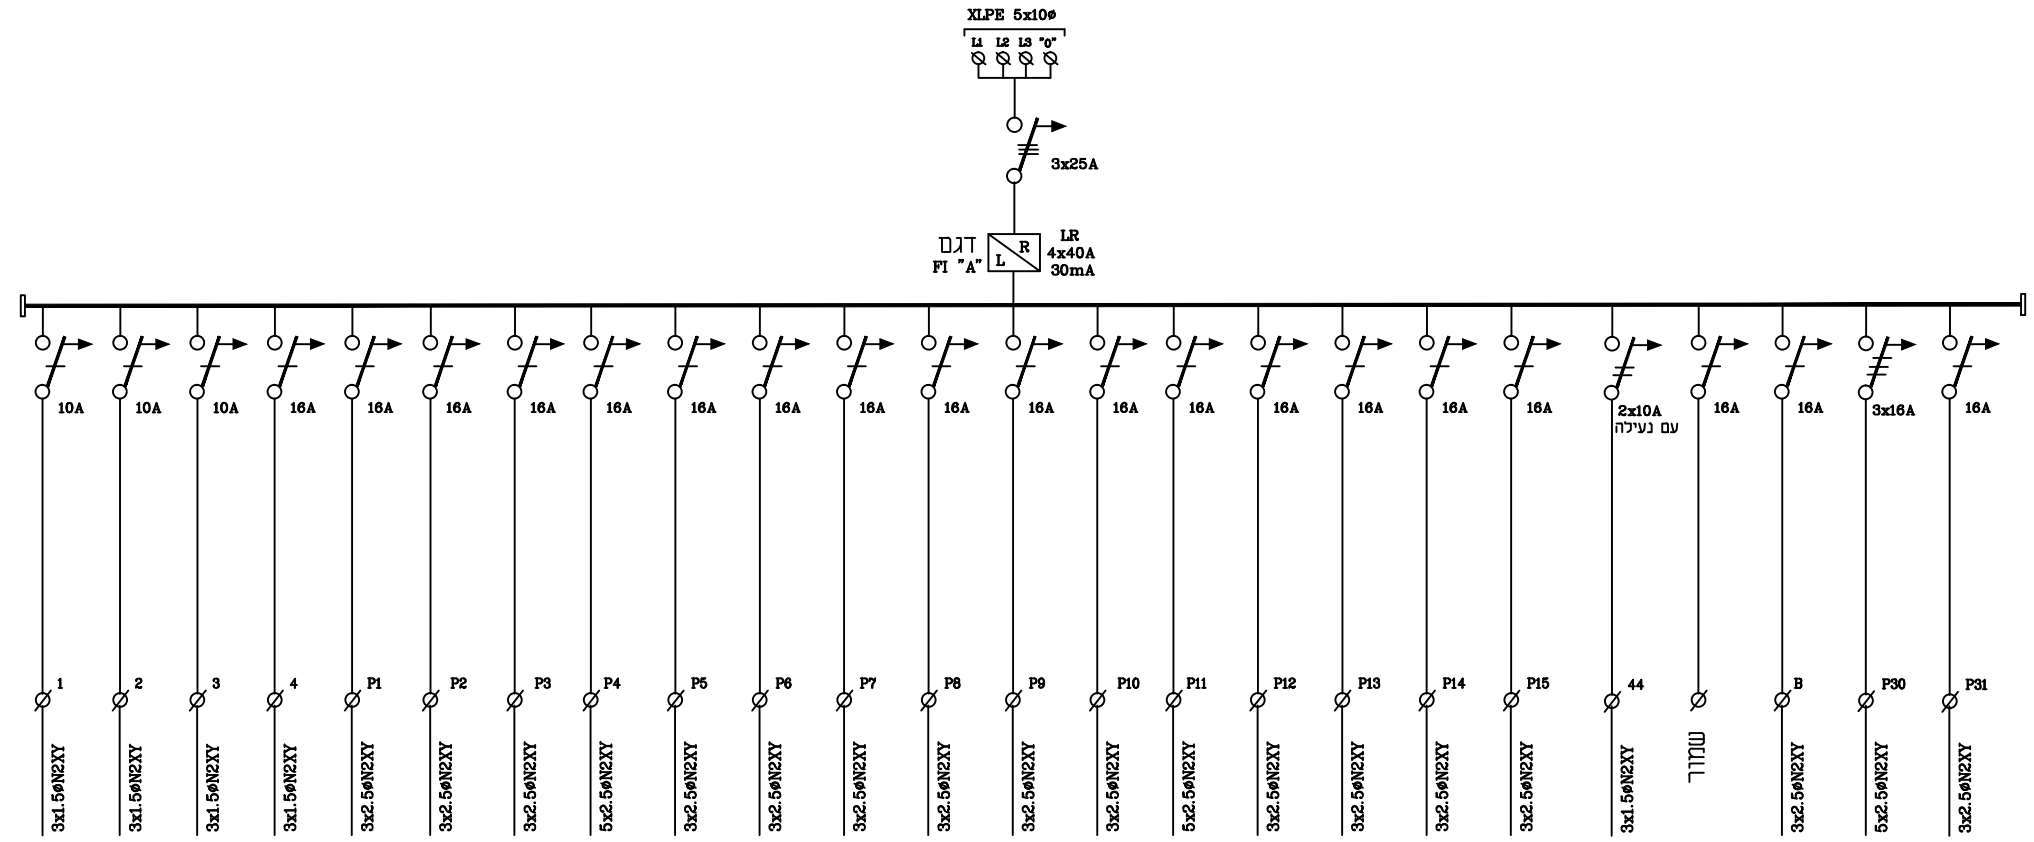 XLPE 5x10ø
L1 L2 L3 "0"
3x25A
דגם
FI "A"
R
L
LR
4x40A
30mA
10A 10A 10A 16A 16A 16A 16A 16A 16A 16A 16A 16A 16A 16A 16A 16A 16A 16A 16A 2x10A 16A 16A 3x16A 16A
עם נעילה
1 2 3 4 P1 P2 P3 P4 P5 P6 P7 P8 P9 P10 P11 P12 P13 P14 P15 44 B P30 P31
3x1.5øN2XY
3x1.5øN2XY
3x1.5øN2XY
3x1.5øN2XY
3x2.5øN2XY
3x2.5øN2XY
3x2.5øN2XY
5x2.5øN2XY
3x2.5øN2XY
3x2.5øN2XY
3x2.5øN2XY
3x2.5øN2XY
3x2.5øN2XY
3x2.5øN2XY
5x2.5øN2XY
3x2.5øN2XY
3x2.5øN2XY
3x2.5øN2XY
3x2.5øN2XY
3x1.5øN2XY
שמור
3x2.5øN2XY
5x2.5øN2XY
3x2.5øN2XY